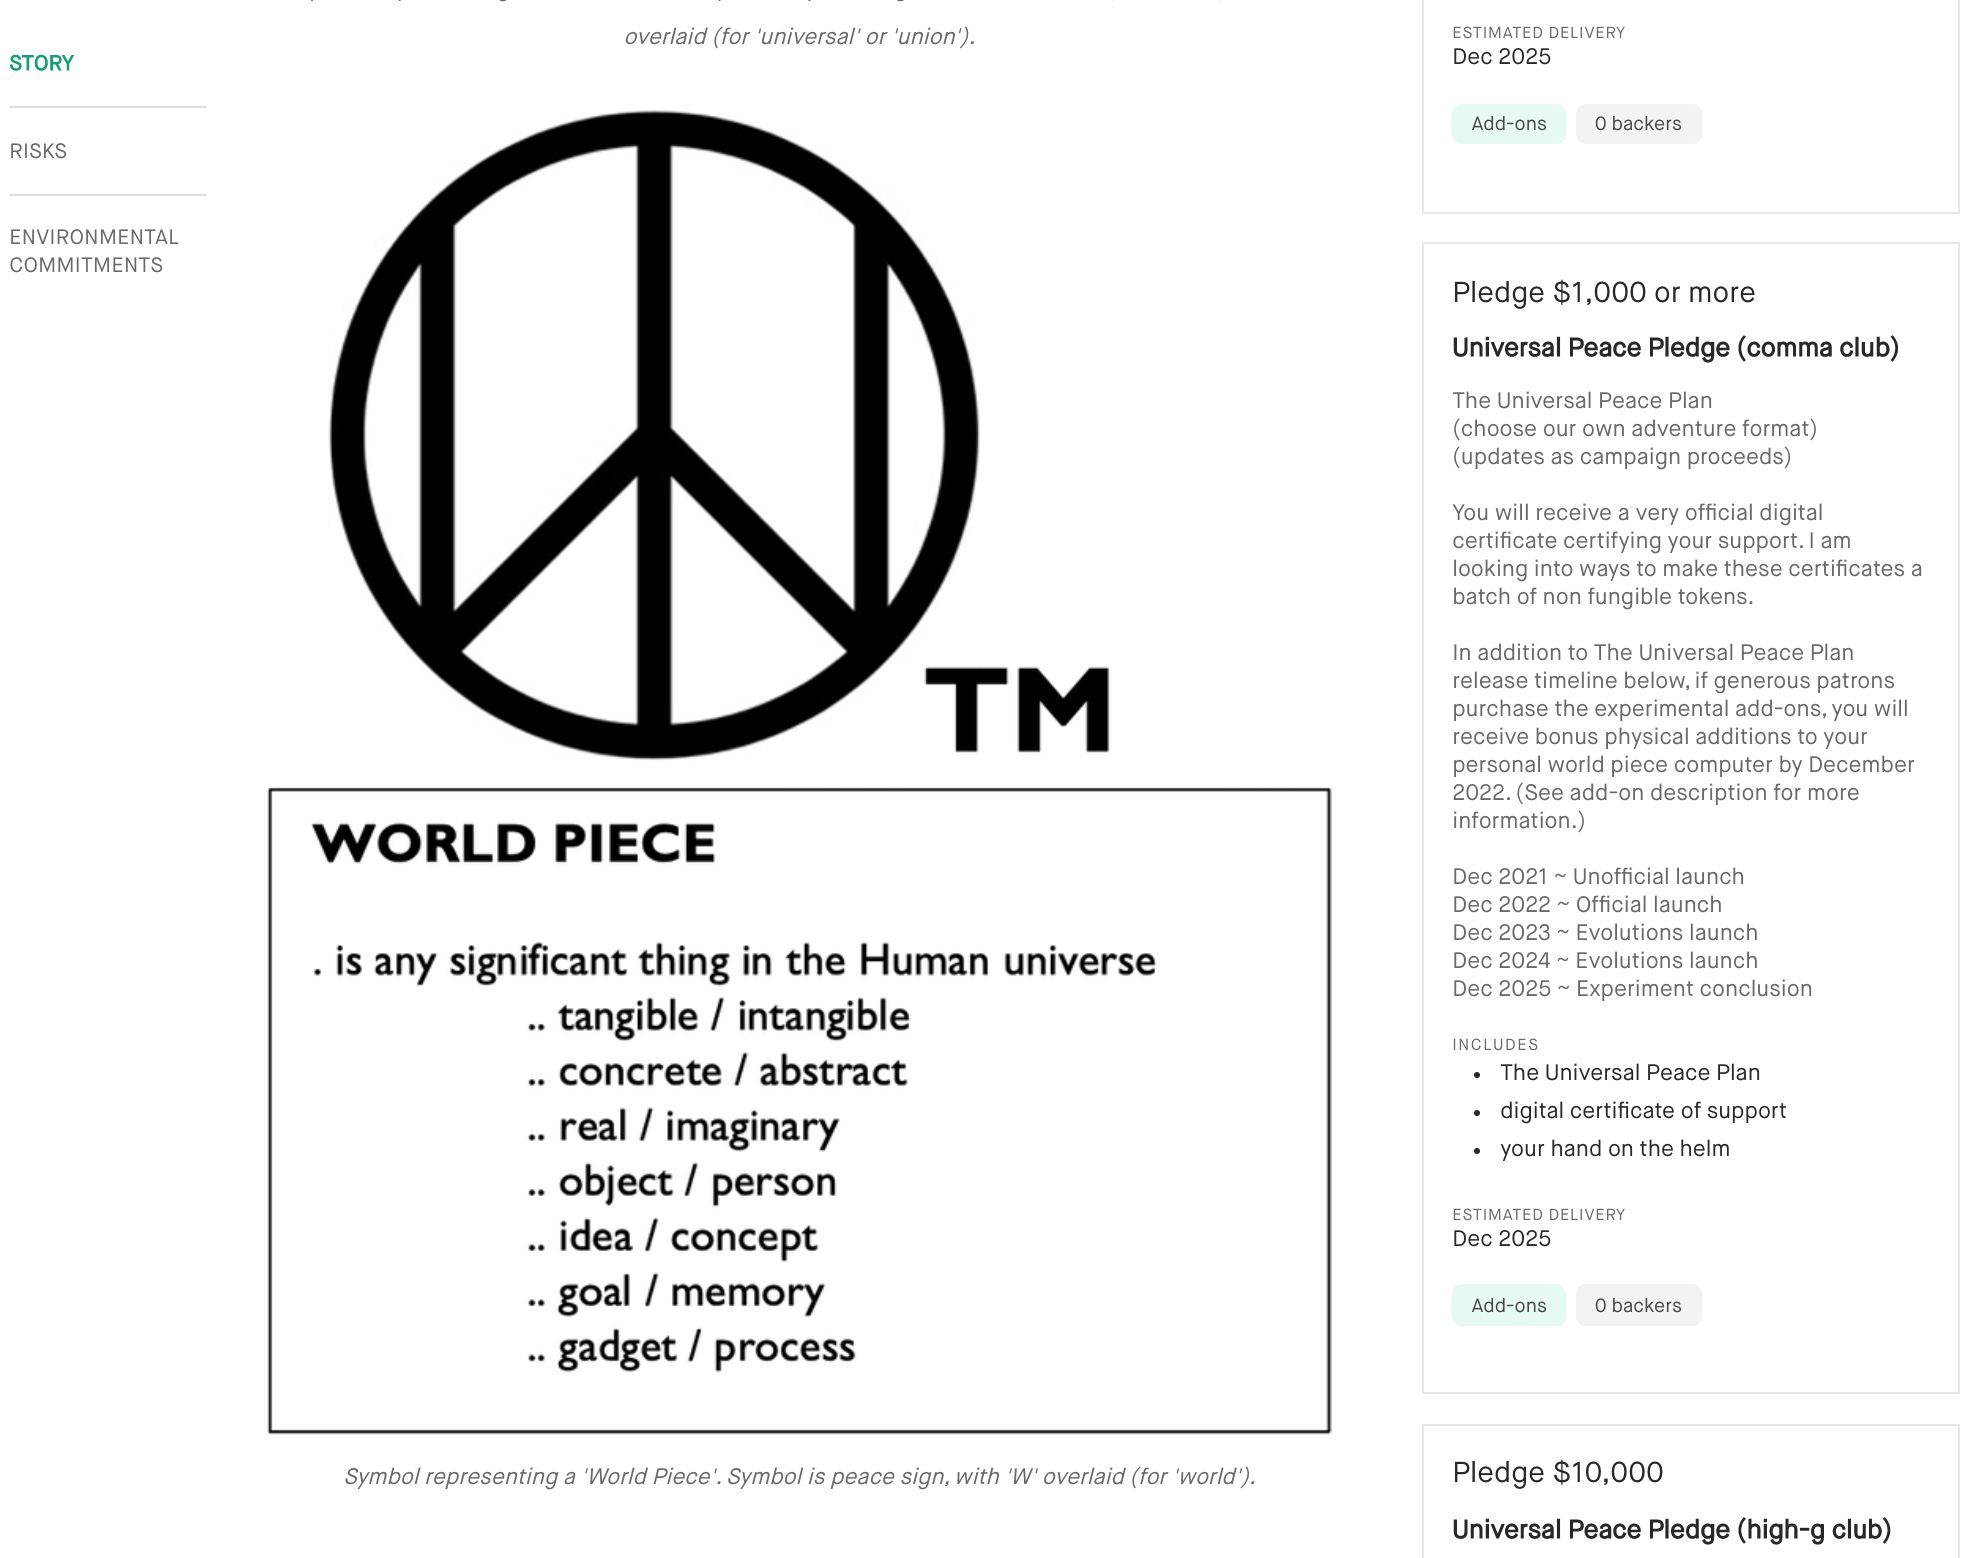 overlaid (for 'universal' or 'union').
STORY
RISKS
ENVIRONMENTAL
COMMITMENTS
TM
WORLD PIECE
. is any significant thing in the Human universe
.. tangible / intangible
.. concrete / abstract
.. real / imaginary
.. object / person
.. idea / concept
.. goal / memory
.. gadget / process
Symbol representing a 'World Piece'. Symbol is peace sign, with 'W' overlaid (for 'world').
ESTIMATED DELIVERY
Dec 2025
Add-ons
0 backers
Pledge $1,000 or more
Universal Peace Pledge (comma club)
The Universal Peace Plan
(choose our own adventure format)
(updates as campaign proceeds)
You will receive a very official digital
certificate certifying your support. I am
looking into ways to make these certificates a
batch of non fungible tokens.
In addition to The Universal Peace Plan
release timeline below, if generous patrons
purchase the experimental add-ons, you will
receive bonus physical additions to your
personal world piece computer by December
2022. (See add-on description for more
information.)
Dec 2021 ~ Unofficial launch
Dec 2022 ~ Official launch
Dec 2023 ~ Evolutions launch
Dec 2024 ~ Evolutions launch
Dec 2025 ~ Experiment conclusion
INCLUDES
• The Universal Peace Plan
• digital certificate of support
• your hand on the helm
ESTIMATED DELIVERY
Dec 2025
Add-ons
0 backers
Pledge $10,000
Universal Peace Pledge (high-g club)